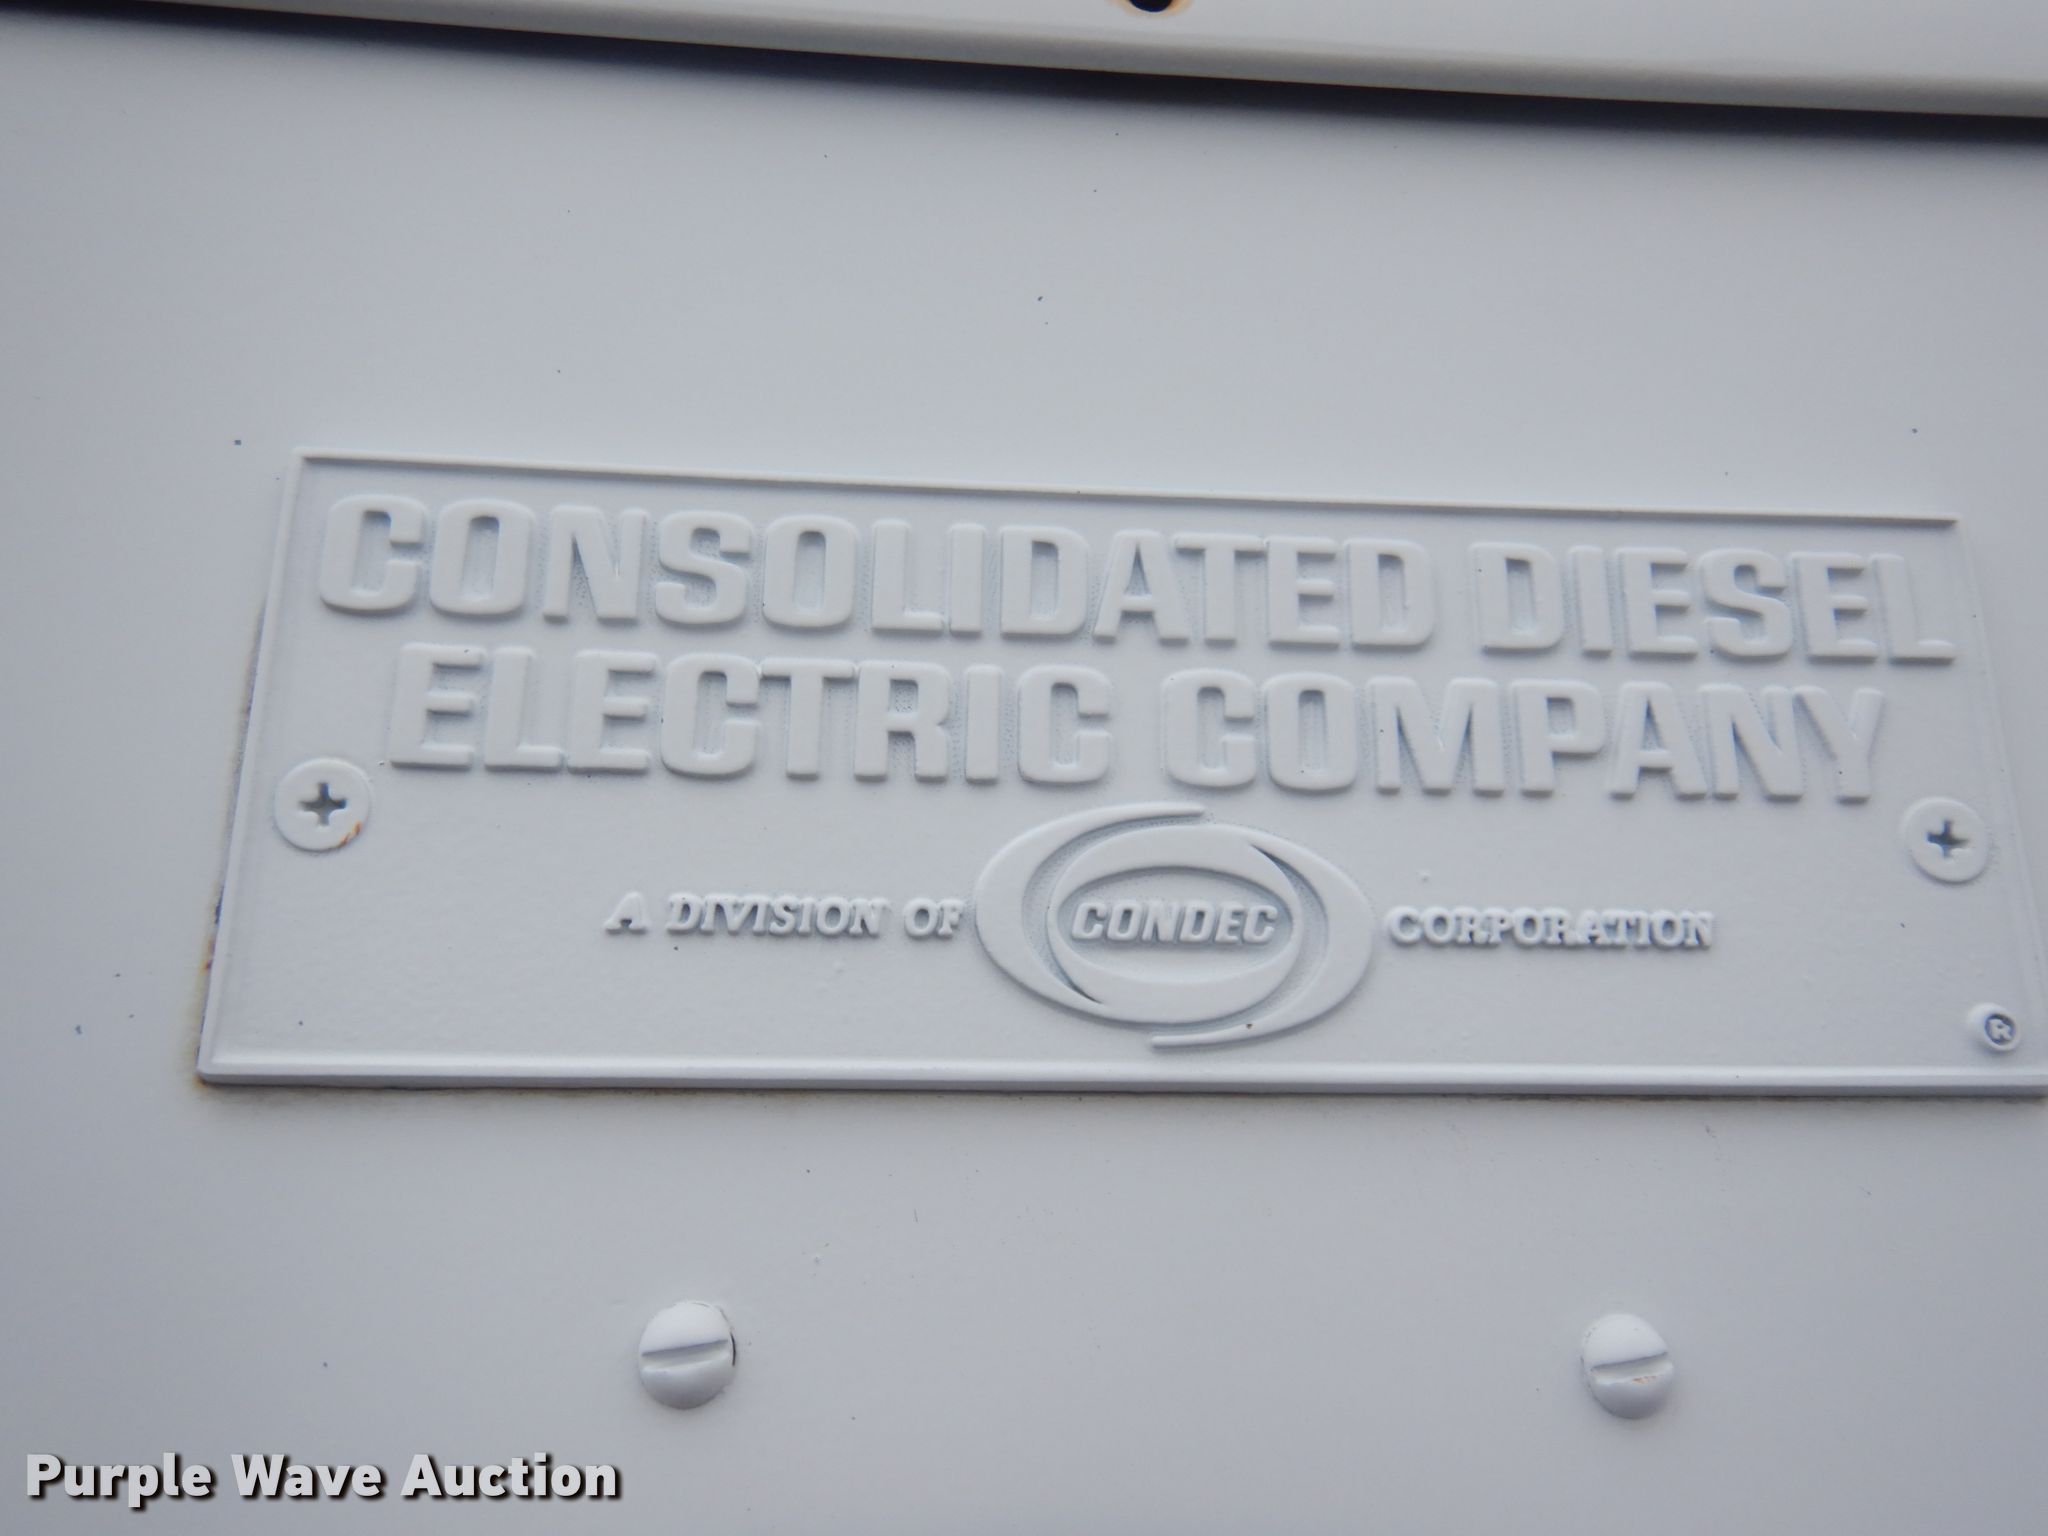 CONSOLIDATED DIESEL
ELECTRIC COMPANY
A DIVISION OF CONDEC CORPORATION
®
Purple Wave Auction